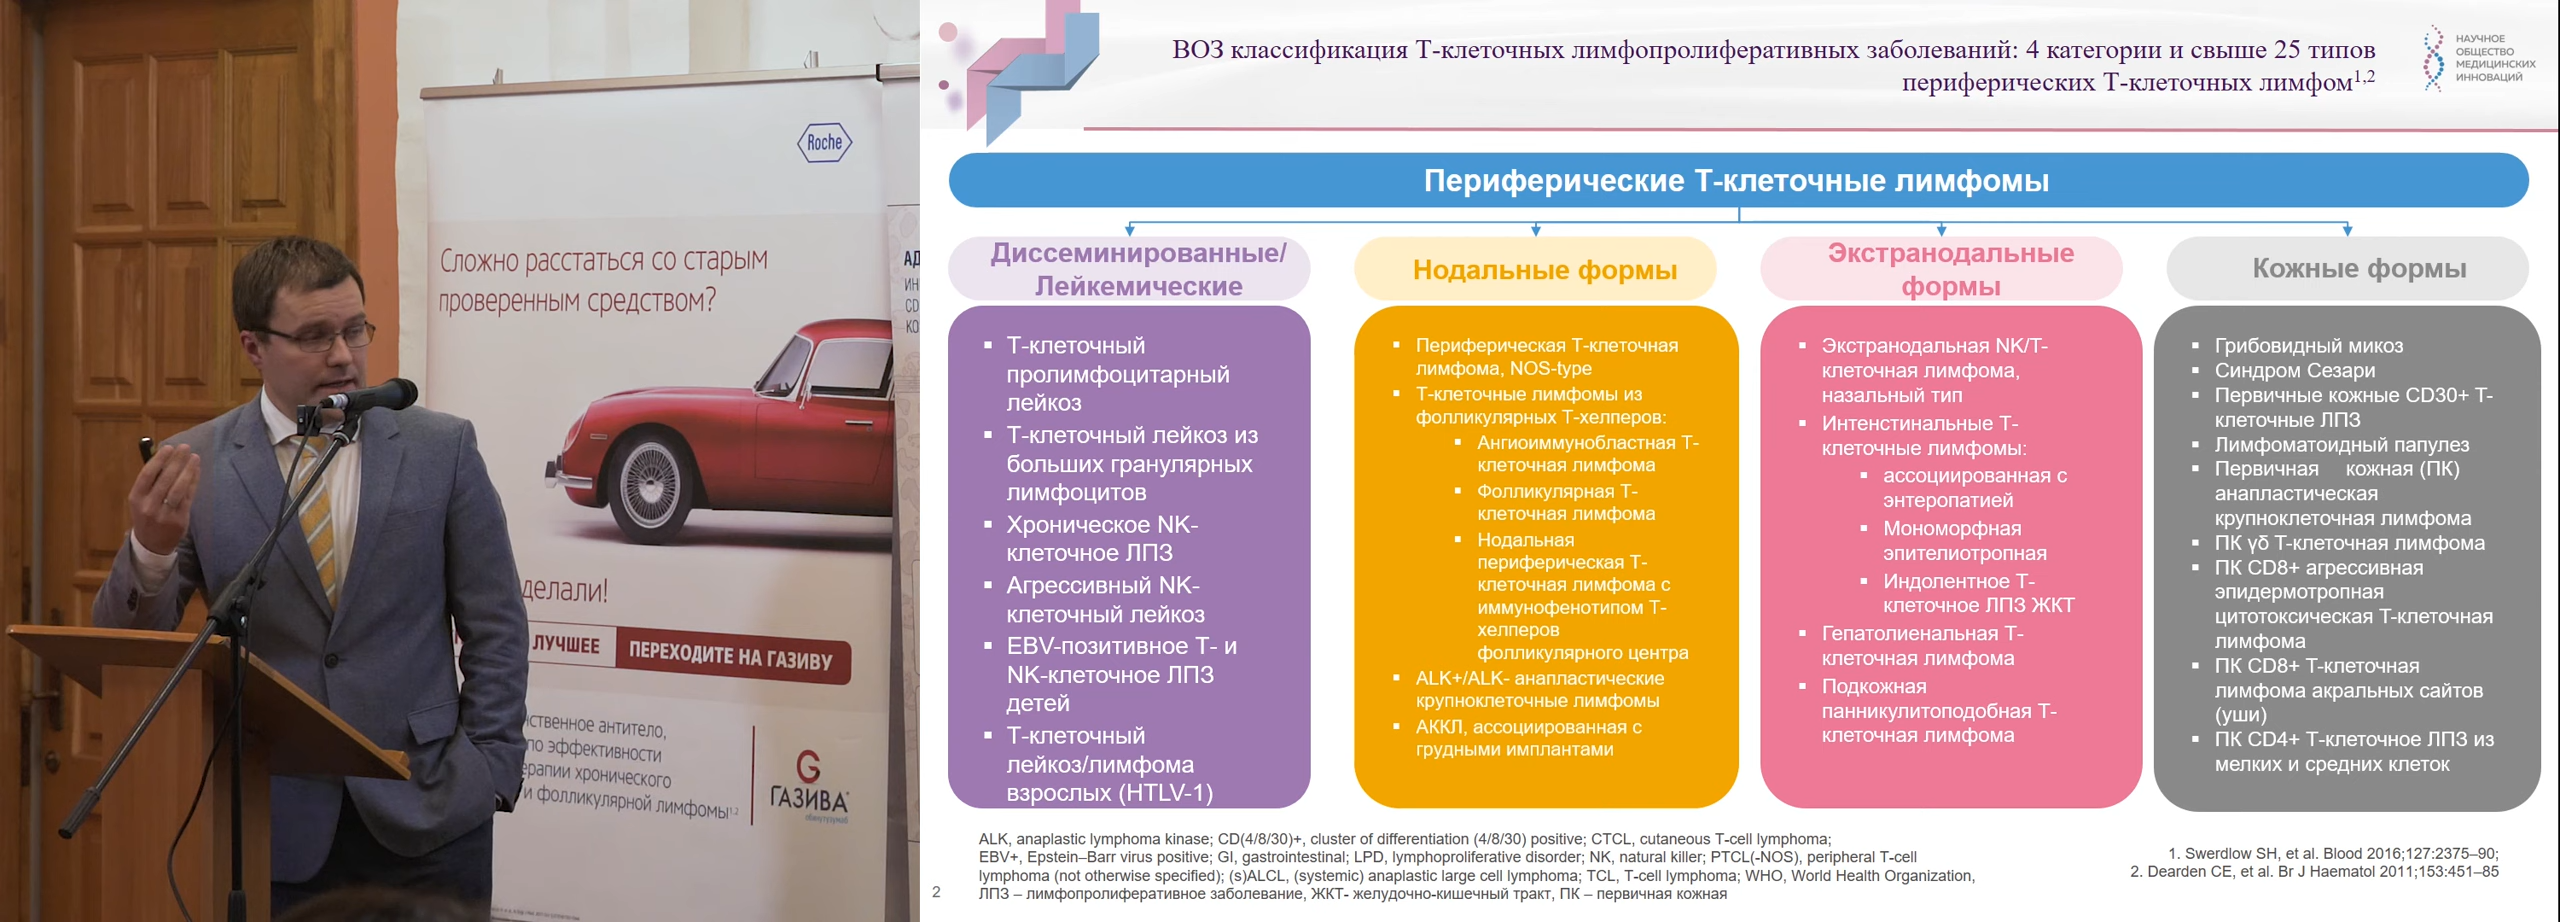 Roche
Сложно расстаться со старым
проверенным средством?
делали!
ЛУЧШЕЕ
ПЕРЕХОДИТЕ НА ГАЗИВУ
антитело,
по эффективности
хронического
и фолликулярной лимфомы1,2
ГАЗИВА
обинутузумаб
ВОЗ классификация Т-клеточных лимфопролиферативных заболеваний: 4 категории и свыше 25 типов
периферических Т-клеточных лимфом1,2
НАУЧНОЕ
ОБЩЕСТВО
МЕДИЦИНСКИХ
ИННОВАЦИЙ
Периферические Т-клеточные лимфомы
Диссеминированные/
Лейкемические
▪ Т-клеточный
пролимфоцитарный
лейкоз
▪ Т-клеточный лейкоз из
больших гранулярных
лимфоцитов
▪ Хроническое NK-
клеточное ЛПЗ
▪ Агрессивный NK-
клеточный лейкоз
▪ EBV-позитивное Т- и
NK-клеточное ЛПЗ
детей
▪ Т-клеточный
лейкоз/лимфома
взрослых (HTLV-1)
Нодальные формы
▪ Периферическая Т-клеточная
лимфома, NOS-type
▪ Т-клеточные лимфомы из
фолликулярных Т-хелперов:
▪ Ангиоиммунобластная Т-
клеточная лимфома
▪ Фолликулярная Т-
клеточная лимфома
▪ Нодальная
периферическая Т-
клеточная лимфома с
иммунофенотипом Т-
хелперов
фолликулярного центра
▪ ALK+/ALK- анапластические
крупноклеточные лимфомы
▪ АККЛ, ассоциированная с
грудными имплантами
Экстранодальные
формы
▪ Экстранодальная NK/Т-
клеточная лимфома,
назальный тип
▪ Интенстинальные Т-
клеточные лимфомы:
▪ ассоциированная с
энтеропатией
▪ Мономорфная
эпителиотропная
▪ Индолентное Т-
клеточное ЛПЗ ЖКТ
▪ Гепатолиенальная Т-
клеточная лимфома
▪ Подкожная
панникулитоподобная Т-
клеточная лимфома
Кожные формы
▪ Грибовидный микоз
▪ Синдром Сезари
▪ Первичные кожные CD30+ Т-
клеточные ЛПЗ
▪ Лимфоматоидный папулез
▪ Первичная кожная (ПК)
анапластическая
крупноклеточная лимфома
▪ ПК γδ Т-клеточная лимфома
▪ ПК CD8+ агрессивная
эпидермотропная
цитотоксическая Т-клеточная
лимфома
▪ ПК CD8+ Т-клеточная
лимфома акральных сайтов
(уши)
▪ ПК CD4+ Т-клеточное ЛПЗ из
мелких и средних клеток
ALK, anaplastic lymphoma kinase; CD(4/8/30)+, cluster of differentiation (4/8/30) positive; CTCL, cutaneous T-cell lymphoma;
EBV+, Epstein–Barr virus positive; GI, gastrointestinal; LPD, lymphoproliferative disorder; NK, natural killer; PTCL(-NOS), peripheral T-cell
lymphoma (not otherwise specified); (s)ALCL, (systemic) anaplastic large cell lymphoma; TCL, T-cell lymphoma; WHO, World Health Organization,
ЛПЗ – лимфопролиферативное заболевание, ЖКТ- желудочно-кишечный тракт, ПК – первичная кожная
1. Swerdlow SH, et al. Blood 2016;127:2375–90;
2. Dearden CE, et al. Br J Haematol 2011;153:451–85
2